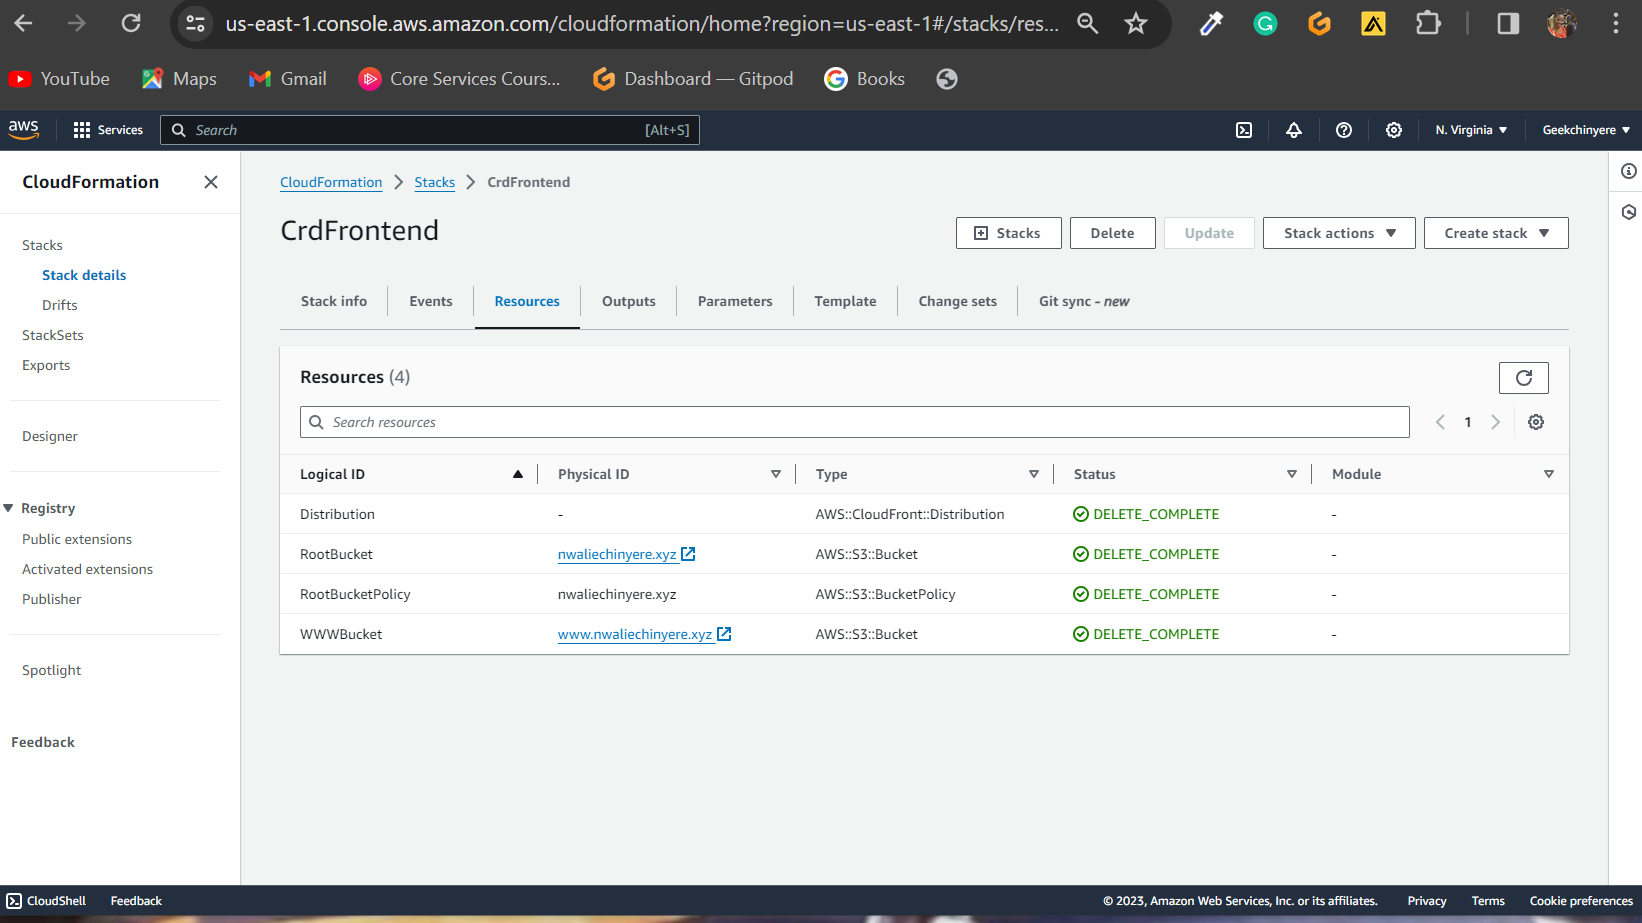 us-east-1.console.aws.amazon.com/cloudformation/home?region=us-east-1#/stacks/res...
YouTube Maps Gmail Core Services Cours... Dashboard — Gitpod Books
aws Services Search [Alt+S] N. Virginia Geekchinyere
CloudFormation
CloudFormation Stacks CrdFrontend
CrdFrontend
Stacks Delete Update Stack actions Create stack
Stacks
Stack details
Drifts
StackSets
Exports
Designer
Registry
Public extensions
Activated extensions
Publisher
Spotlight
Feedback
Stack info Events Resources Outputs Parameters Template Change sets Git sync - new
Resources (4)
Search resources
1
Logical ID Physical ID Type Status Module
Distribution - AWS::CloudFront::Distribution DELETE_COMPLETE -
RootBucket nwaliechinyere.xyz AWS::S3::Bucket DELETE_COMPLETE -
RootBucketPolicy nwaliechinyere.xyz AWS::S3::BucketPolicy DELETE_COMPLETE -
WWWBucket www.nwaliechinyere.xyz AWS::S3::Bucket DELETE_COMPLETE -
CloudShell Feedback © 2023, Amazon Web Services, Inc. or its affiliates. Privacy Terms Cookie preferences